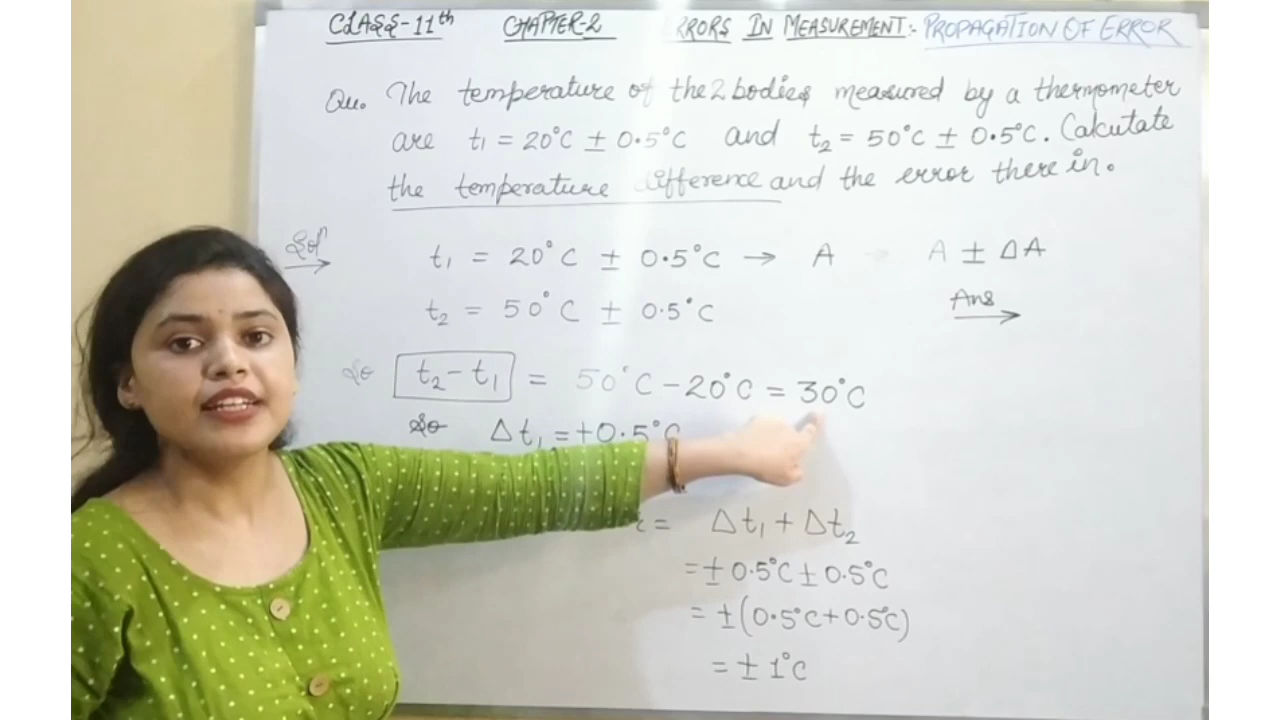 CLASS-11th CHAPTER-2 RRORS IN MEASUREMENT:- PROPAGATION OF ERROR
Qu. The temperature of the 2 bodies measured by a thermometer
are t₁ = 20°C ± 0.5°C and t₂ = 50°C ± 0.5°C. Calcutate
the temperature difference and the error there in.
Solⁿ
t₁ = 20°C ± 0.5°C → A A ± ΔA
t₂ = 50°C ± 0.5°C Ans →
So t₂ - t₁ = 50°C - 20°C = 30°C
So Δt₁ = ±0.5°C
= Δt₁ + Δt₂
= ± 0.5°C ± 0.5°C
= ±(0.5°C + 0.5°C)
= ± 1°C